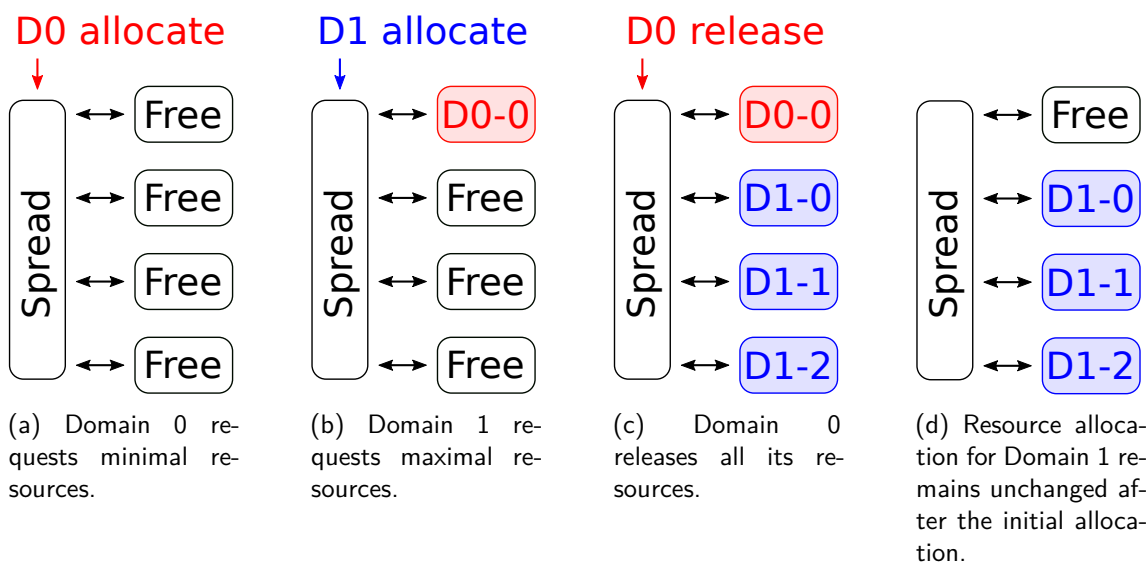 D0 allocate
Spread
Free
Free
Free
Free
(a) Domain 0 re-
quests minimal re-
sources.
D1 allocate
Spread
D0-0
Free
Free
Free
(b) Domain 1 re-
quests maximal re-
sources.
D0 release
Spread
D0-0
D1-0
D1-1
D1-2
(c) Domain 0
releases all its re-
sources.
Spread
Free
D1-0
D1-1
D1-2
(d) Resource alloca-
tion for Domain 1 re-
mains unchanged af-
ter the initial alloca-
tion.